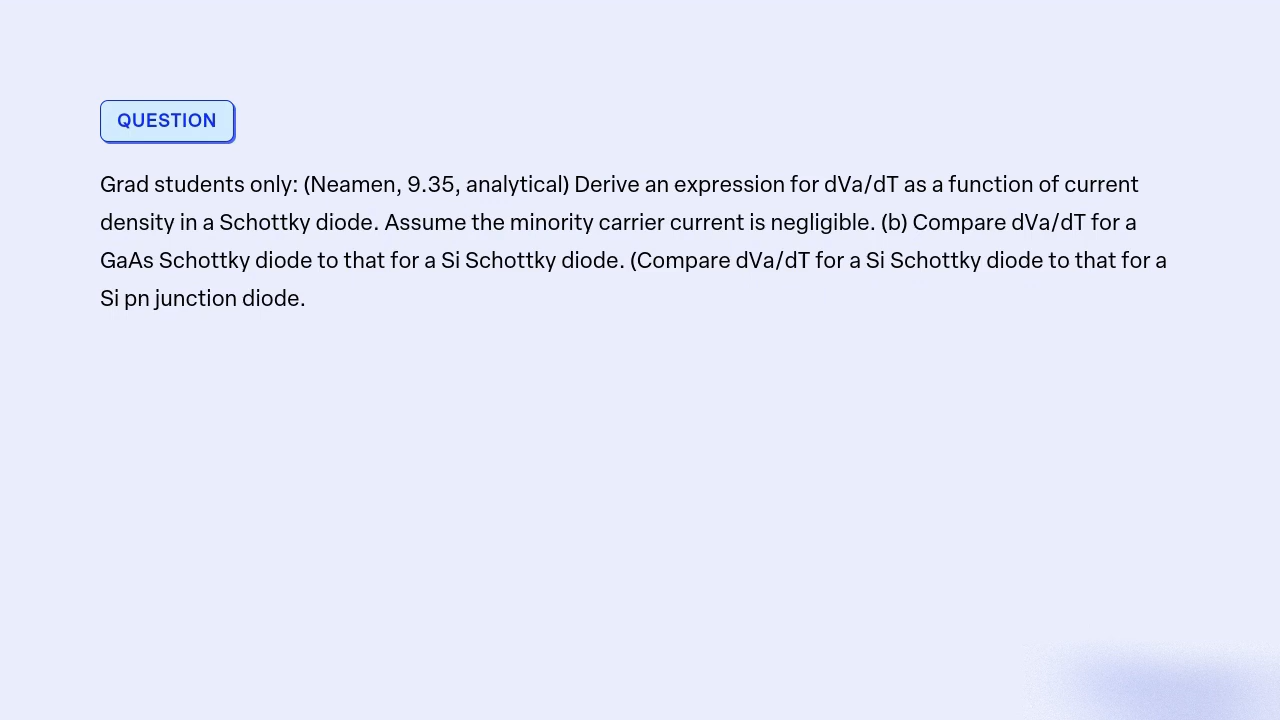 QUESTION
Grad students only: (Neamen, 9.35, analytical) Derive an expression for dVa/dT as a function of current
density in a Schottky diode. Assume the minority carrier current is negligible. (b) Compare dVa/dT for a
GaAs Schottky diode to that for a Si Schottky diode. (Compare dVa/dT for a Si Schottky diode to that for a
Si pn junction diode.